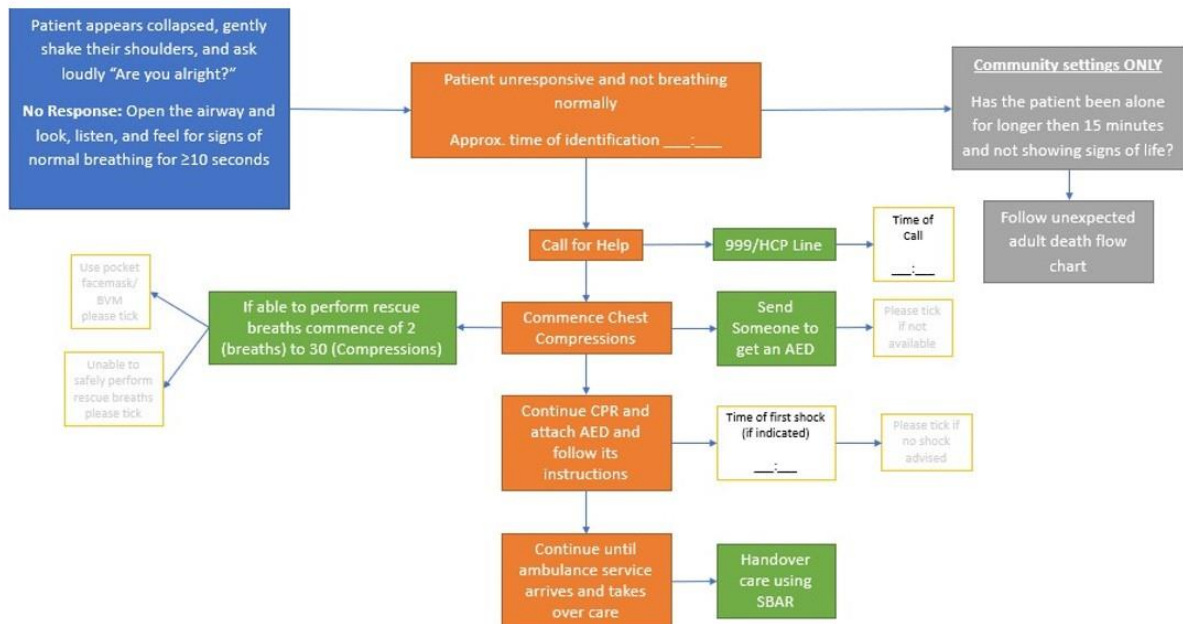 Patient appears collapsed, gently
shake their shoulders, and ask
loudly “Are you alright?”
No Response: Open the airway and
look, listen, and feel for signs of
normal breathing for ≥10 seconds
Patient unresponsive and not breathing
normally
Approx. time of identification ___:___
Community settings ONLY
Has the patient been alone
for longer then 15 minutes
and not showing signs of life?
Follow unexpected
adult death flow
chart
Call for Help
999/HCP Line
Time of
Call
___:___
Use pocket
facemask/
BVM
please tick
Unable to
safely perform
rescue breaths
please tick
If able to perform rescue
breaths commence of 2
(breaths) to 30 (Compressions)
Commence Chest
Compressions
Send
Someone to
get an AED
Please tick
if not
available
Continue CPR and
attach AED and
follow its
instructions
Time of first shock
(if indicated)
___:___
Please tick if
no shock
advised
Continue until
ambulance service
arrives and takes
over care
Handover
care using
SBAR